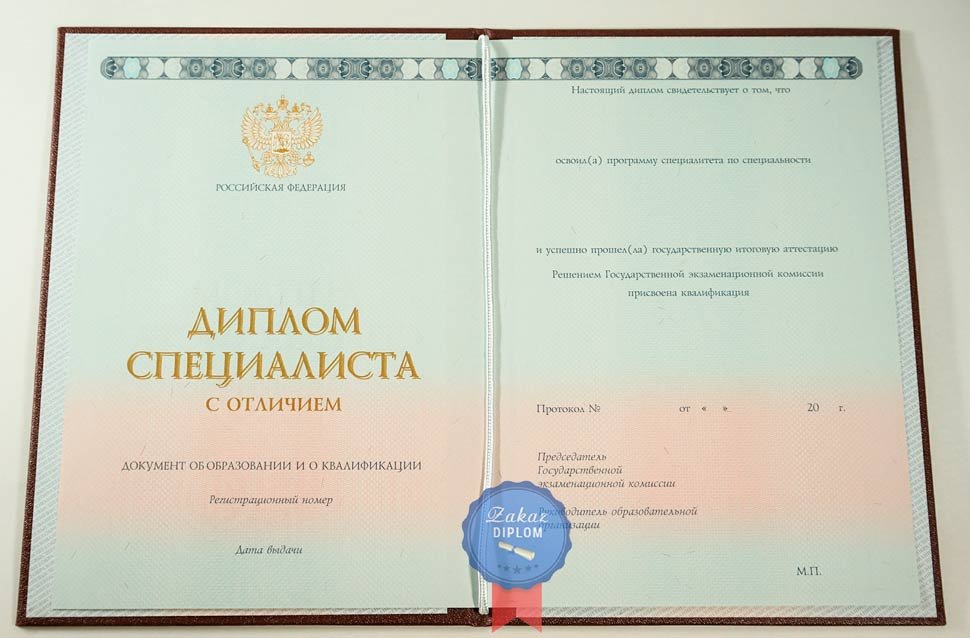 РОССИЙСКАЯ ФЕДЕРАЦИЯ
ДИПЛОМ
СПЕЦИАЛИСТА
С ОТЛИЧИЕМ
ДОКУМЕНТ ОБ ОБРАЗОВАНИИ И О КВАЛИФИКАЦИИ
Регистрационный номер
Дата выдачи
Настоящий диплом свидетельствует о том, что
освоил(а) программу специалитета по специальности
и успешно прошел(ла) государственную итоговую аттестацию
Решением Государственной экзаменационной комиссии
присвоена квалификация
Протокол № от « » 20 г.
Председатель
Государственной
экзаменационной комиссии
Руководитель образовательной
организации
М.П.
Zakaz
DIPLOM